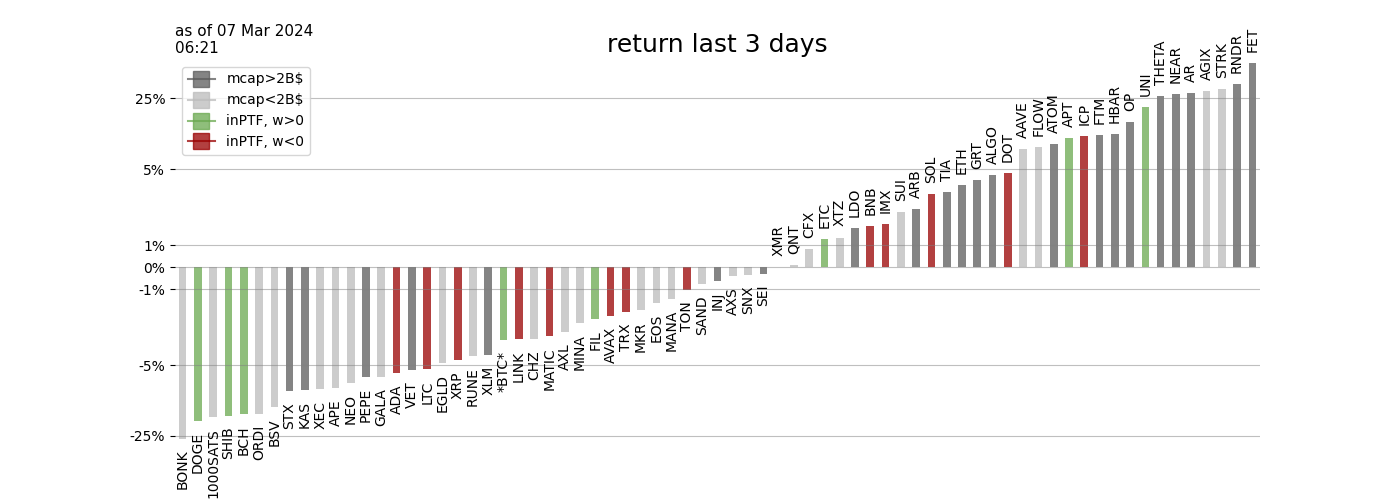 as of 07 Mar 2024
06:21
return last 3 days
mcap>2B$
mcap<2B$
inPTF, w>0
inPTF, w<0
25%
5%
1%
0%
-1%
-5%
-25%
BONK
DOGE
1000SATS
SHIB
BCH
ORDI
BSV
STX
KAS
XEC
APE
NEO
PEPE
GALA
ADA
VET
LTC
EGLD
XRP
RUNE
XLM
*BTC*
LINK
CHZ
MATIC
AXL
MINA
FIL
AVAX
TRX
MKR
EOS
MANA
TON
SAND
INJ
AXS
SNX
SEI
XMR
QNT
CFX
ETC
XTZ
LDO
BNB
IMX
SUI
ARB
SOL
TIA
ETH
GRT
ALGO
DOT
AAVE
FLOW
ATOM
APT
ICP
FTM
HBAR
OP
UNI
THETA
NEAR
AR
AGIX
STRK
RNDR
FET